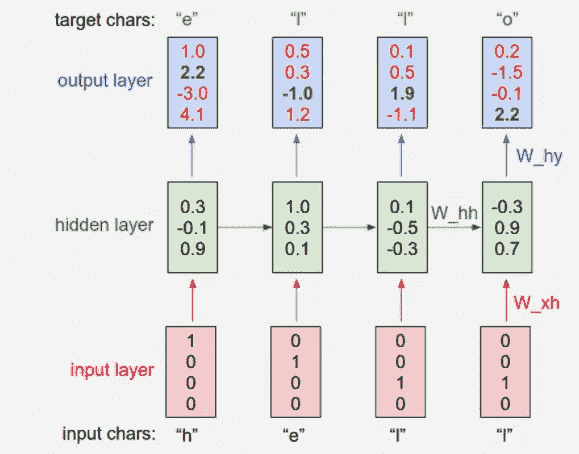 target chars: "e" "l" "l" "o"
output layer
1.0 0.5 0.1 0.2
2.2 0.3 0.5 -1.5
-3.0 -1.0 1.9 -0.1
4.1 1.2 -1.1 2.2
W_hy
hidden layer
0.3 1.0 0.1 -0.3
-0.1 0.3 -0.5 0.9
0.9 0.1 -0.3 0.7
W_hh
W_xh
input layer
1 0 0 0
0 1 0 0
0 0 1 1
0 0 0 0
input chars: "h" "e" "l" "l"